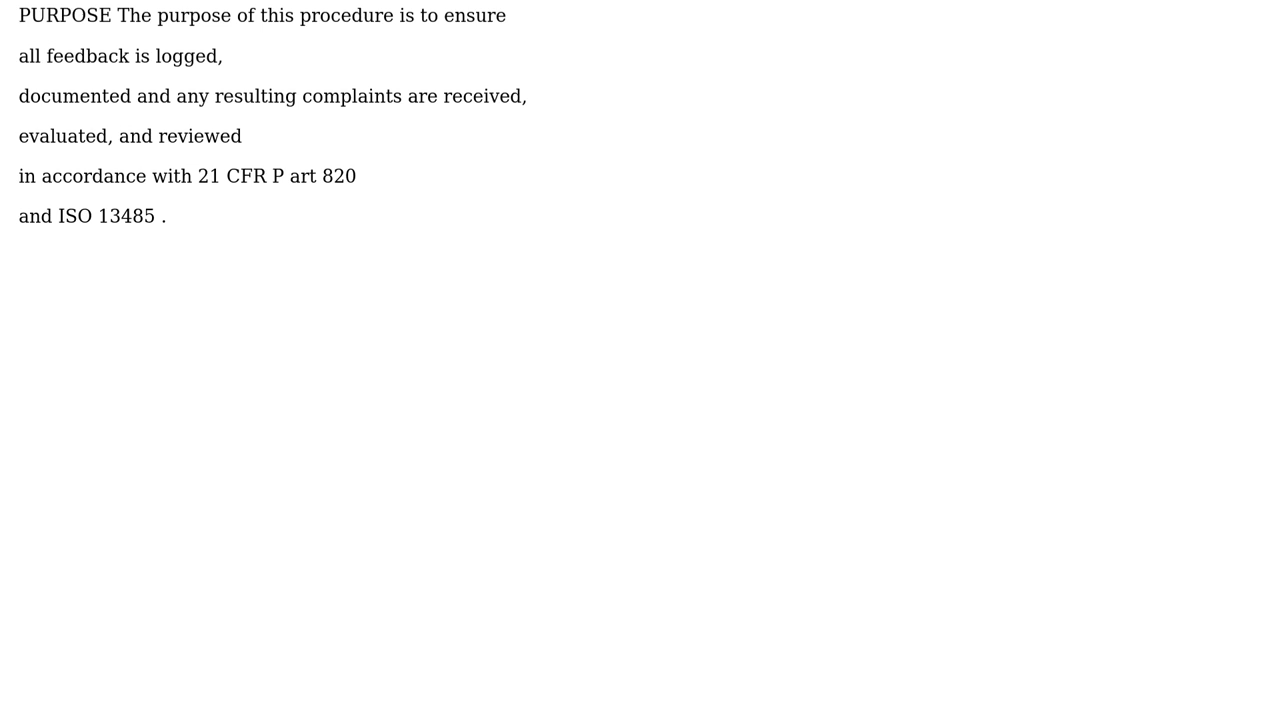 PURPOSE The purpose of this procedure is to ensure
all feedback is logged,
documented and any resulting complaints are received,
evaluated, and reviewed
in accordance with 21 CFR P art 820
and ISO 13485 .